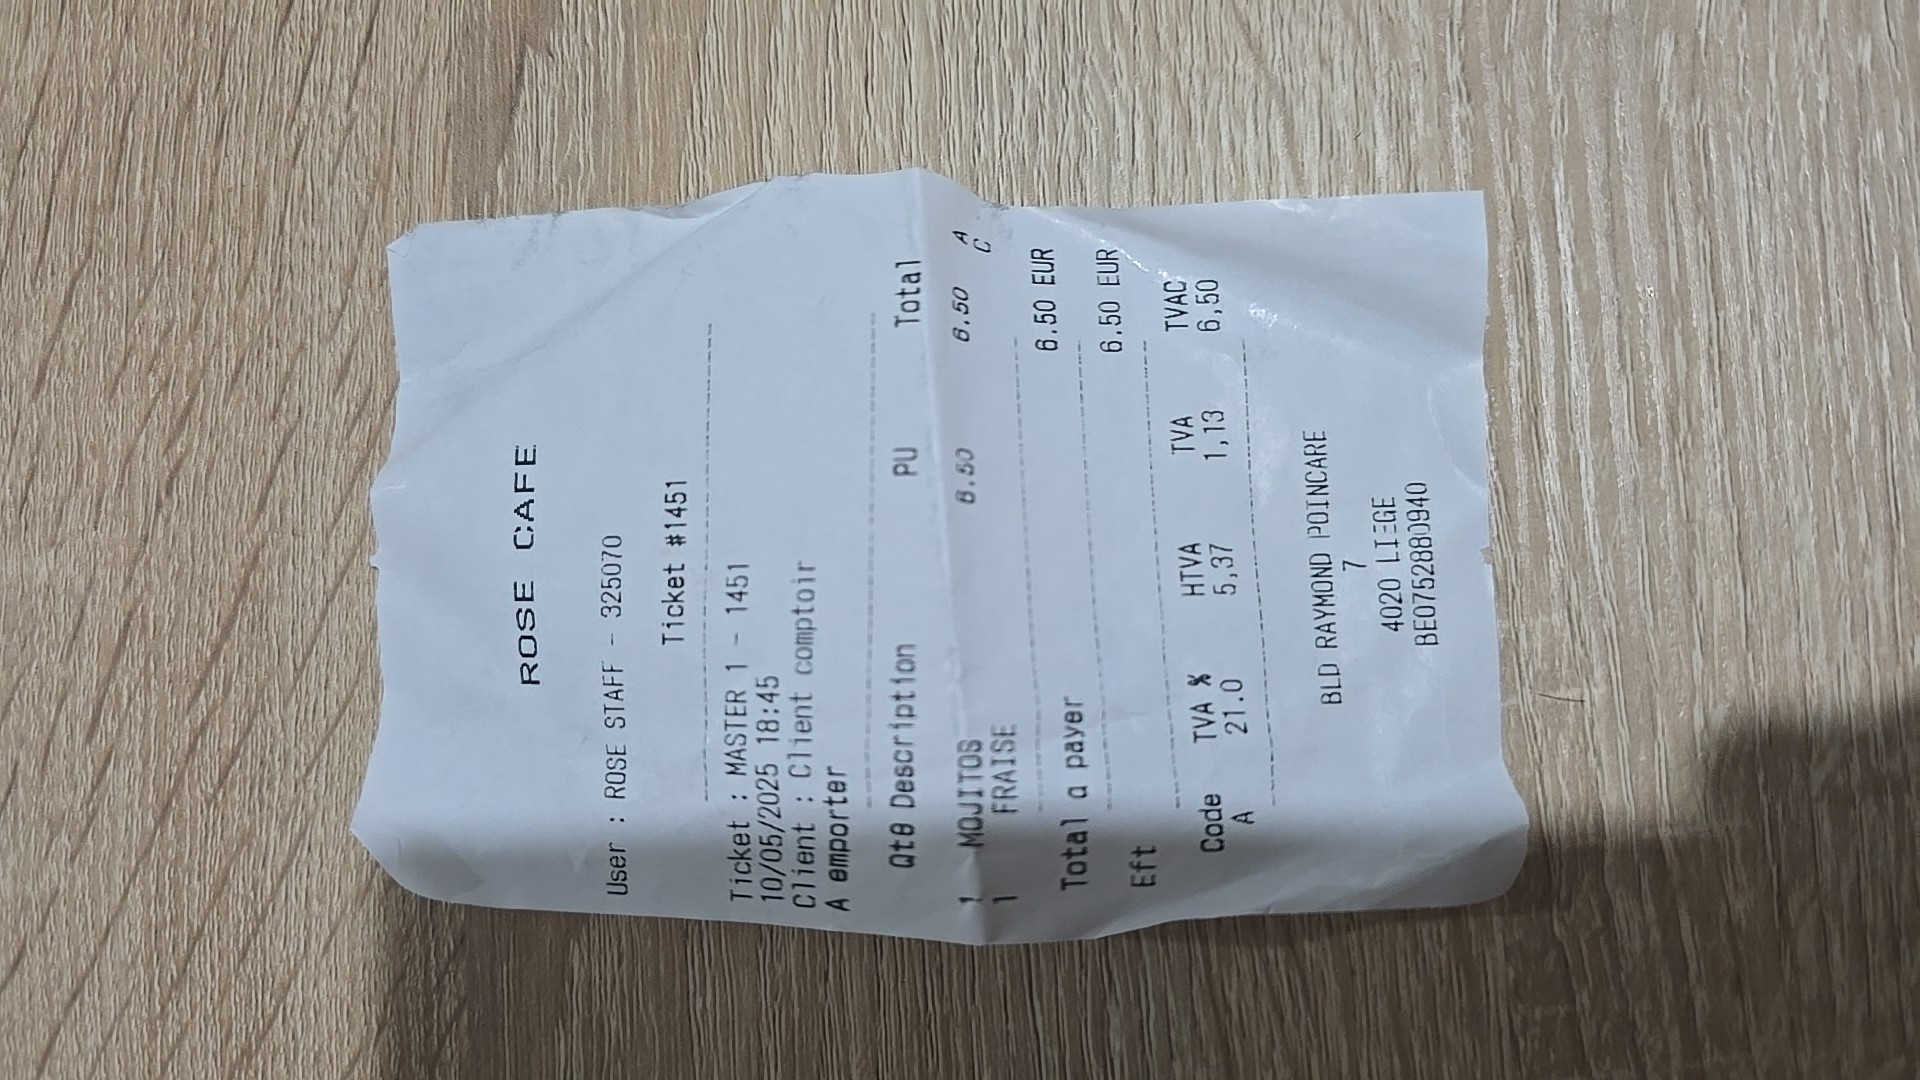 ROSE CAFE
User : ROSE STAFF - 325070
Ticket #1451
Ticket : MASTER 1 - 1451
10/05/2025 18:45
Client : Client comptoir
A emporter
Qté Description PU Total
1 MOJITOS 6.50 6.50 A
1 FRAISE C
6.50 EUR
Total a payer
6.50 EUR
Eft
Code TVA % HTVA TVA TVAC
A 21.0 5,37 1,13 6,50
BLD RAYMOND POINCARE
7
4020 LIEGE
BE0752880940